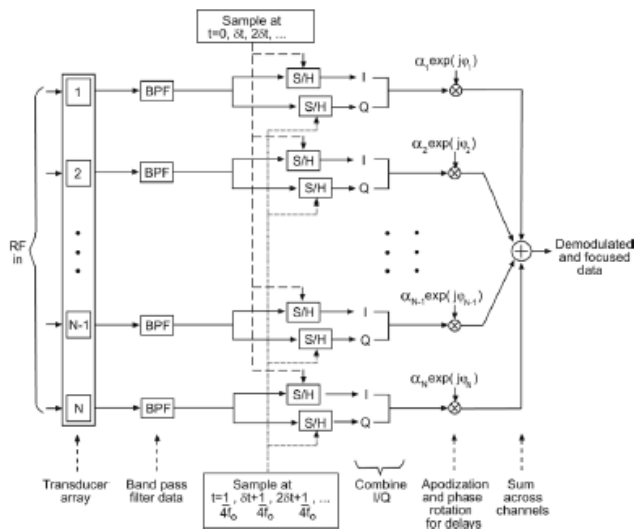 Sample at
t=0, δt, 2δt, ...
1
BPF
S/H
I
S/H
Q
α₁exp(jφ₁)
2
BPF
S/H
I
S/H
Q
α₂exp(jφ₂)
RF
in
Demodulated
and focused
data
N-1
BPF
S/H
I
S/H
Q
αN-1exp(jφN-1)
N
BPF
S/H
I
S/H
Q
αNexp(jφN)
Transducer
array
Band pass
filter data
Sample at
t=1/4f₀, δt+1/4f₀, 2δt+1/4f₀, ...
Combine
I/Q
Apodization
and phase
rotation
for delays
Sum
across
channels